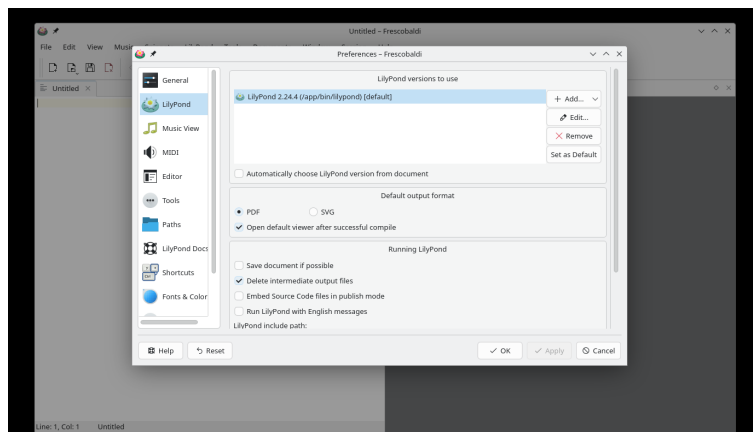 Untitled – Frescobaldi
File Edit View
Preferences – Frescobaldi
Untitled
General
LilyPond
Music View
MIDI
Editor
Tools
Paths
LilyPond Docs
Shortcuts
Fonts & Color
LilyPond versions to use
LilyPond 2.24.4 (/app/bin/lilypond) [default]
Add...
Edit...
Remove
Set as Default
Automatically choose LilyPond version from document
Default output format
PDF SVG
Open default viewer after successful compile
Running LilyPond
Save document if possible
Delete intermediate output files
Embed Source Code files in publish mode
Run LilyPond with English messages
LilyPond include path:
Help Reset OK Apply Cancel
Line: 1, Col: 1 Untitled